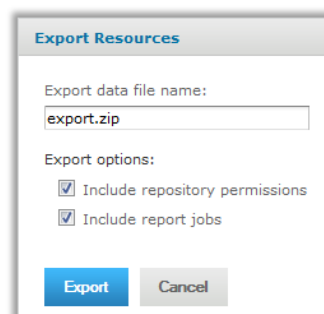 Export Resources
Export data file name:
export.zip
Export options:
Include repository permissions
Include report jobs
Export Cancel